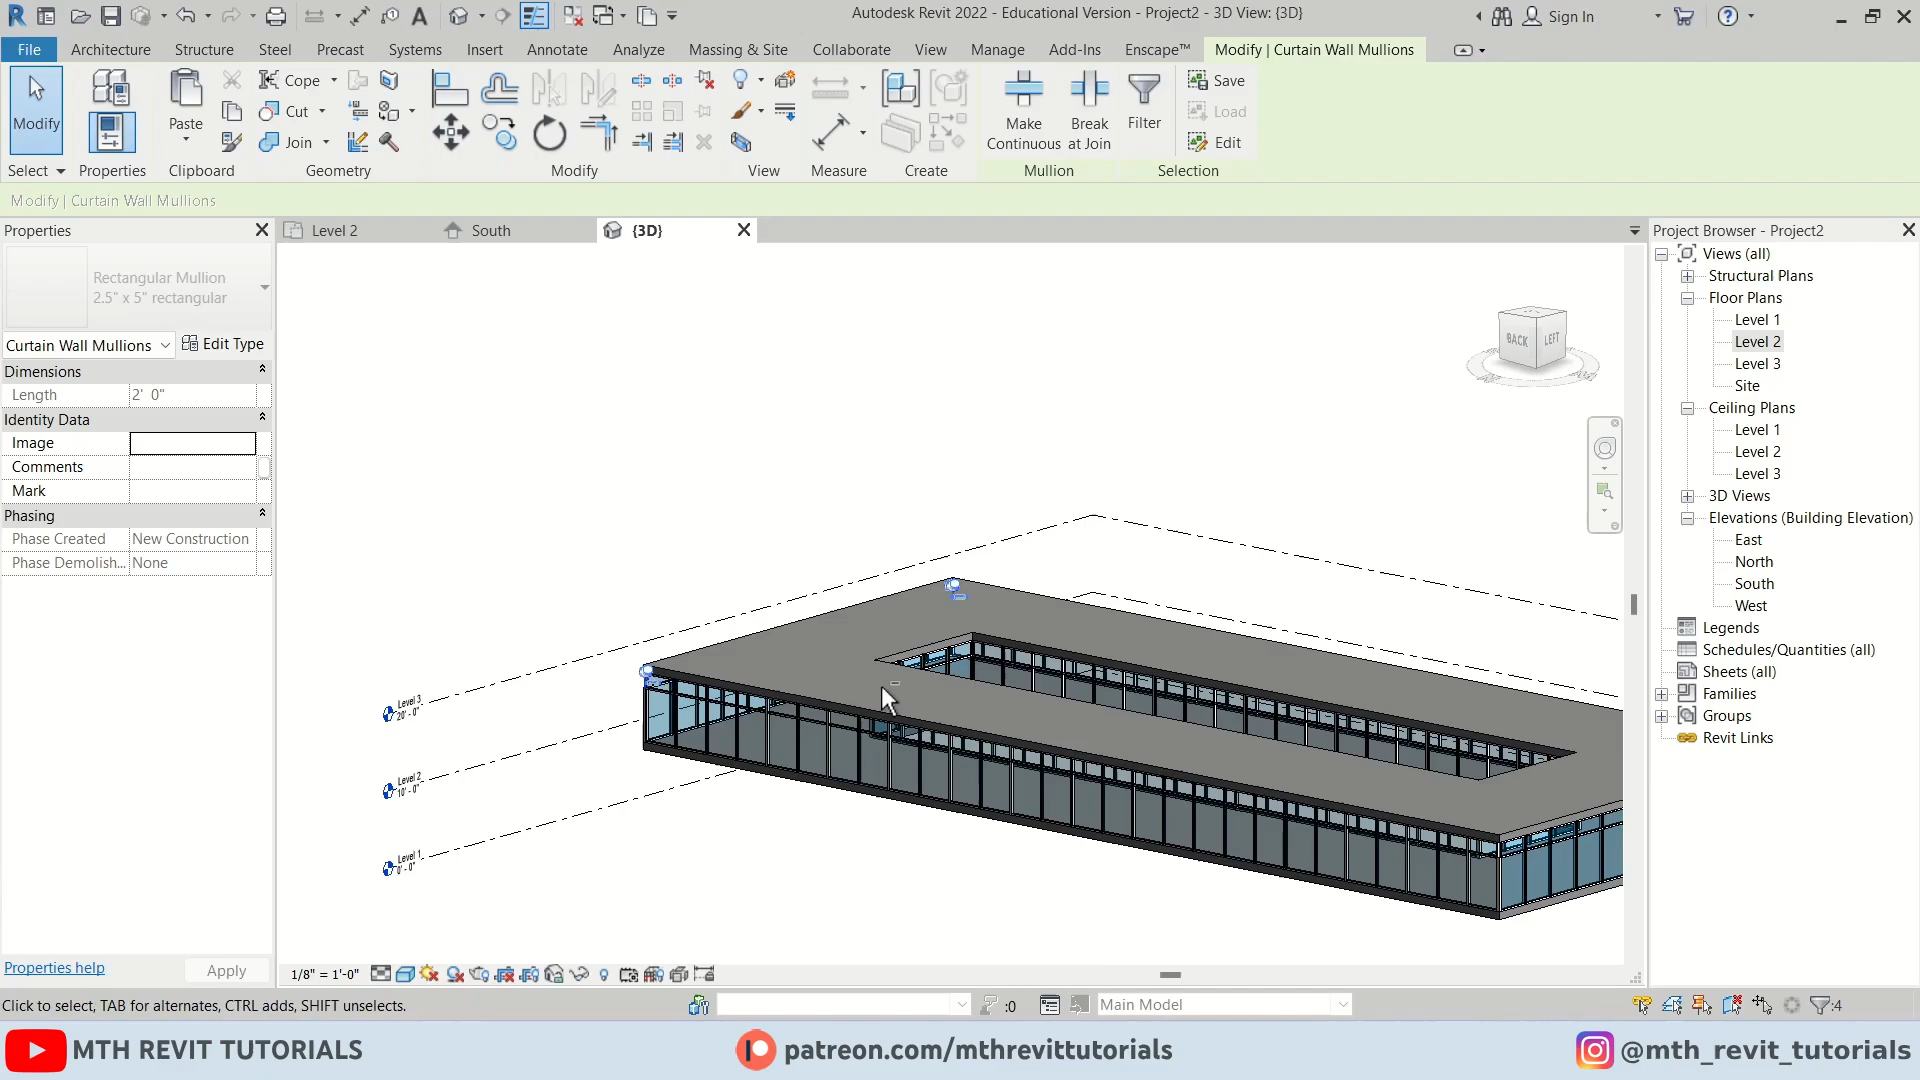 Autodesk Revit 2022 - Educational Version - Project2 - 3D View: {3D}
Sign In
File Architecture Structure Steel Precast Systems Insert Annotate Analyze Massing & Site Collaborate View Manage Add-Ins Enscape™ Modify | Curtain Wall Mullions
Modify
Paste
Cope
Cut
Join
Make Continuous
Break at Join
Filter
Save
Load
Edit
Select Properties Clipboard Geometry Modify View Measure Create Mullion Selection
Modify | Curtain Wall Mullions
Properties
Rectangular Mullion
2.5" x 5" rectangular
Curtain Wall Mullions Edit Type
Dimensions
Length 2' 0"
Identity Data
Image
Comments
Mark
Phasing
Phase Created New Construction
Phase Demolish... None
Properties help Apply
Level 2 South {3D}
BACK LEFT
Level 3
20' - 0"
Level 2
10' - 0"
Level 1
0' - 0"
1/8" = 1'-0"
Project Browser - Project2
Views (all)
Structural Plans
Floor Plans
Level 1
Level 2
Level 3
Site
Ceiling Plans
Level 1
Level 2
Level 3
3D Views
Elevations (Building Elevation)
East
North
South
West
Legends
Schedules/Quantities (all)
Sheets (all)
Families
Groups
Revit Links
Click to select, TAB for alternates, CTRL adds, SHIFT unselects.
:0
Main Model
:4
MTH REVIT TUTORIALS
patreon.com/mthrevittutorials
@mth_revit_tutorials